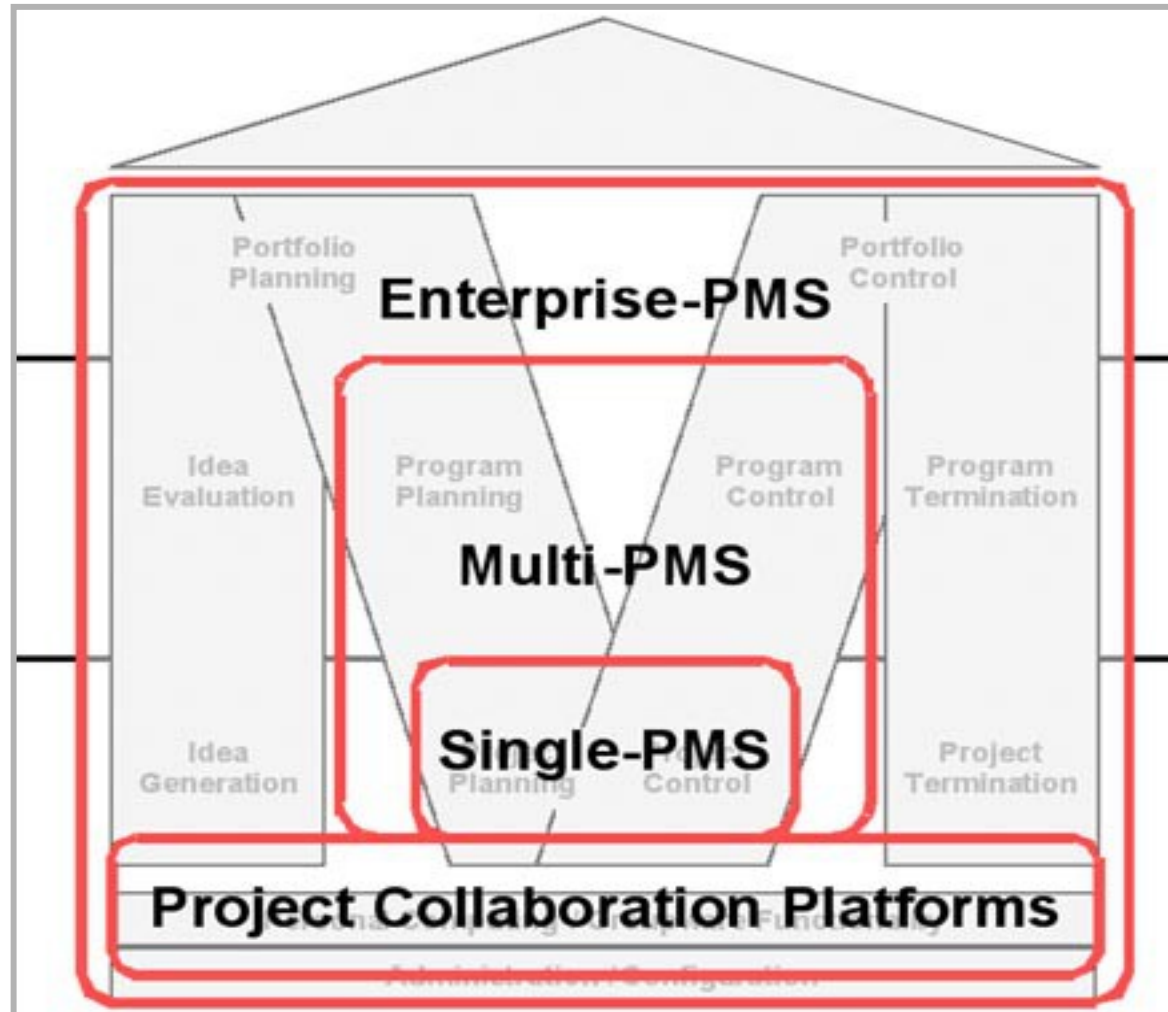 Portfolio
Planning
Portfolio
Control
Enterprise-PMS
Idea
Evaluation
Program
Planning
Program
Control
Program
Termination
Multi-PMS
Single-PMS
Idea
Generation
Planning
Control
Project
Termination
Project Collaboration Platforms
Administration / Configuration